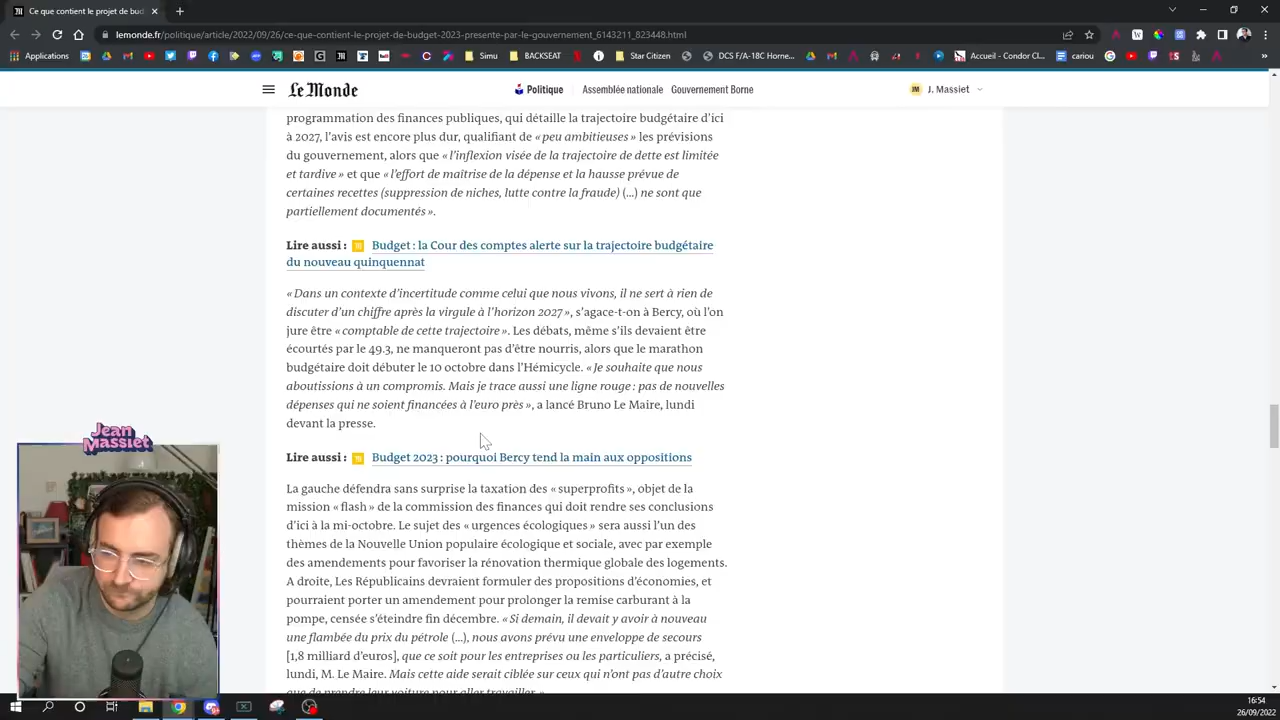 Ce que contient le projet de bud
lemonde.fr/politique/article/2022/09/26/ce-que-contient-le-projet-de-budget-2023-presente-par-le-gouvernement_6143211_823448.html
Applications
Simu
BACKSEAT
Star Citizen
DCS F/A-18C Horne...
Accueil - Condor Cl...
cariou
Le Monde
Politique
Assemblée nationale
Gouvernement Borne
JM
J. Massiet
programmation des finances publiques, qui détaille la trajectoire budgétaire d'ici
à 2027, l'avis est encore plus dur, qualifiant de « peu ambitieuses » les prévisions
du gouvernement, alors que « l'inflexion visée de la trajectoire de dette est limitée
et tardive » et que « l'effort de maîtrise de la dépense et la hausse prévue de
certaines recettes (suppression de niches, lutte contre la fraude) (...) ne sont que
partiellement documentés ».
Lire aussi : Budget : la Cour des comptes alerte sur la trajectoire budgétaire
du nouveau quinquennat
« Dans un contexte d'incertitude comme celui que nous vivons, il ne sert à rien de
discuter d'un chiffre après la virgule à l'horizon 2027 », s'agace-t-on à Bercy, où l'on
jure être « comptable de cette trajectoire ». Les débats, même s'ils devaient être
écourtés par le 49.3, ne manqueront pas d'être nourris, alors que le marathon
budgétaire doit débuter le 10 octobre dans l'Hémicycle. « Je souhaite que nous
aboutissions à un compromis. Mais je trace aussi une ligne rouge : pas de nouvelles
dépenses qui ne soient financées à l'euro près », a lancé Bruno Le Maire, lundi
devant la presse.
Lire aussi : Budget 2023 : pourquoi Bercy tend la main aux oppositions
La gauche défendra sans surprise la taxation des « superprofits », objet de la
mission « flash » de la commission des finances qui doit rendre ses conclusions
d'ici à la mi-octobre. Le sujet des « urgences écologiques » sera aussi l'un des
thèmes de la Nouvelle Union populaire écologique et sociale, avec par exemple
des amendements pour favoriser la rénovation thermique globale des logements.
A droite, Les Républicains devraient formuler des propositions d'économies, et
pourraient porter un amendement pour prolonger la remise carburant à la
pompe, censée s'éteindre fin décembre. « Si demain, il devait y avoir à nouveau
une flambée du prix du pétrole (...), nous avons prévu une enveloppe de secours
[1,8 milliard d'euros], que ce soit pour les entreprises ou les particuliers, a précisé,
lundi, M. Le Maire. Mais cette aide serait ciblée sur ceux qui n'ont pas d'autre choix
que de prendre leur voiture pour aller travailler. »
Jean
Massiet
16:54
26/09/2022